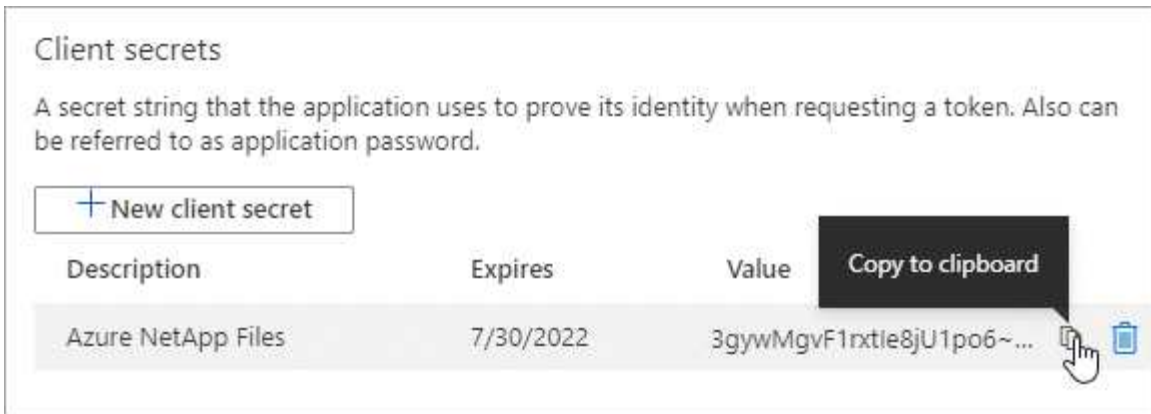 Client secrets
A secret string that the application uses to prove its identity when requesting a token. Also can
be referred to as application password.
+ New client secret
Description Expires Value Copy to clipboard
Azure NetApp Files 7/30/2022 3gywMgvF1rxtIe8jU1po6~...